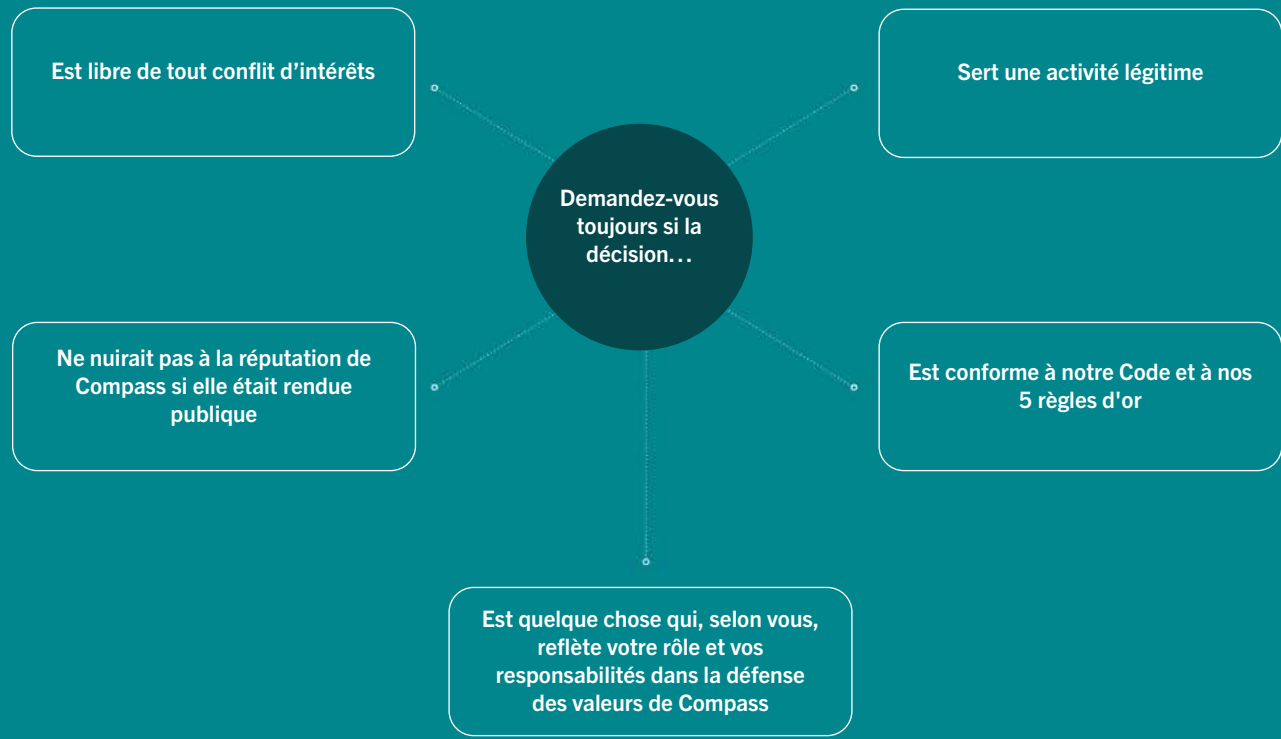 Est libre de tout conflit d’intérêts
Sert une activité légitime
Demandez-vous
toujours si la
décision…
Ne nuirait pas à la réputation de
Compass si elle était rendue
publique
Est conforme à notre Code et à nos
5 règles d'or
Est quelque chose qui, selon vous,
reflète votre rôle et vos
responsabilités dans la défense
des valeurs de Compass